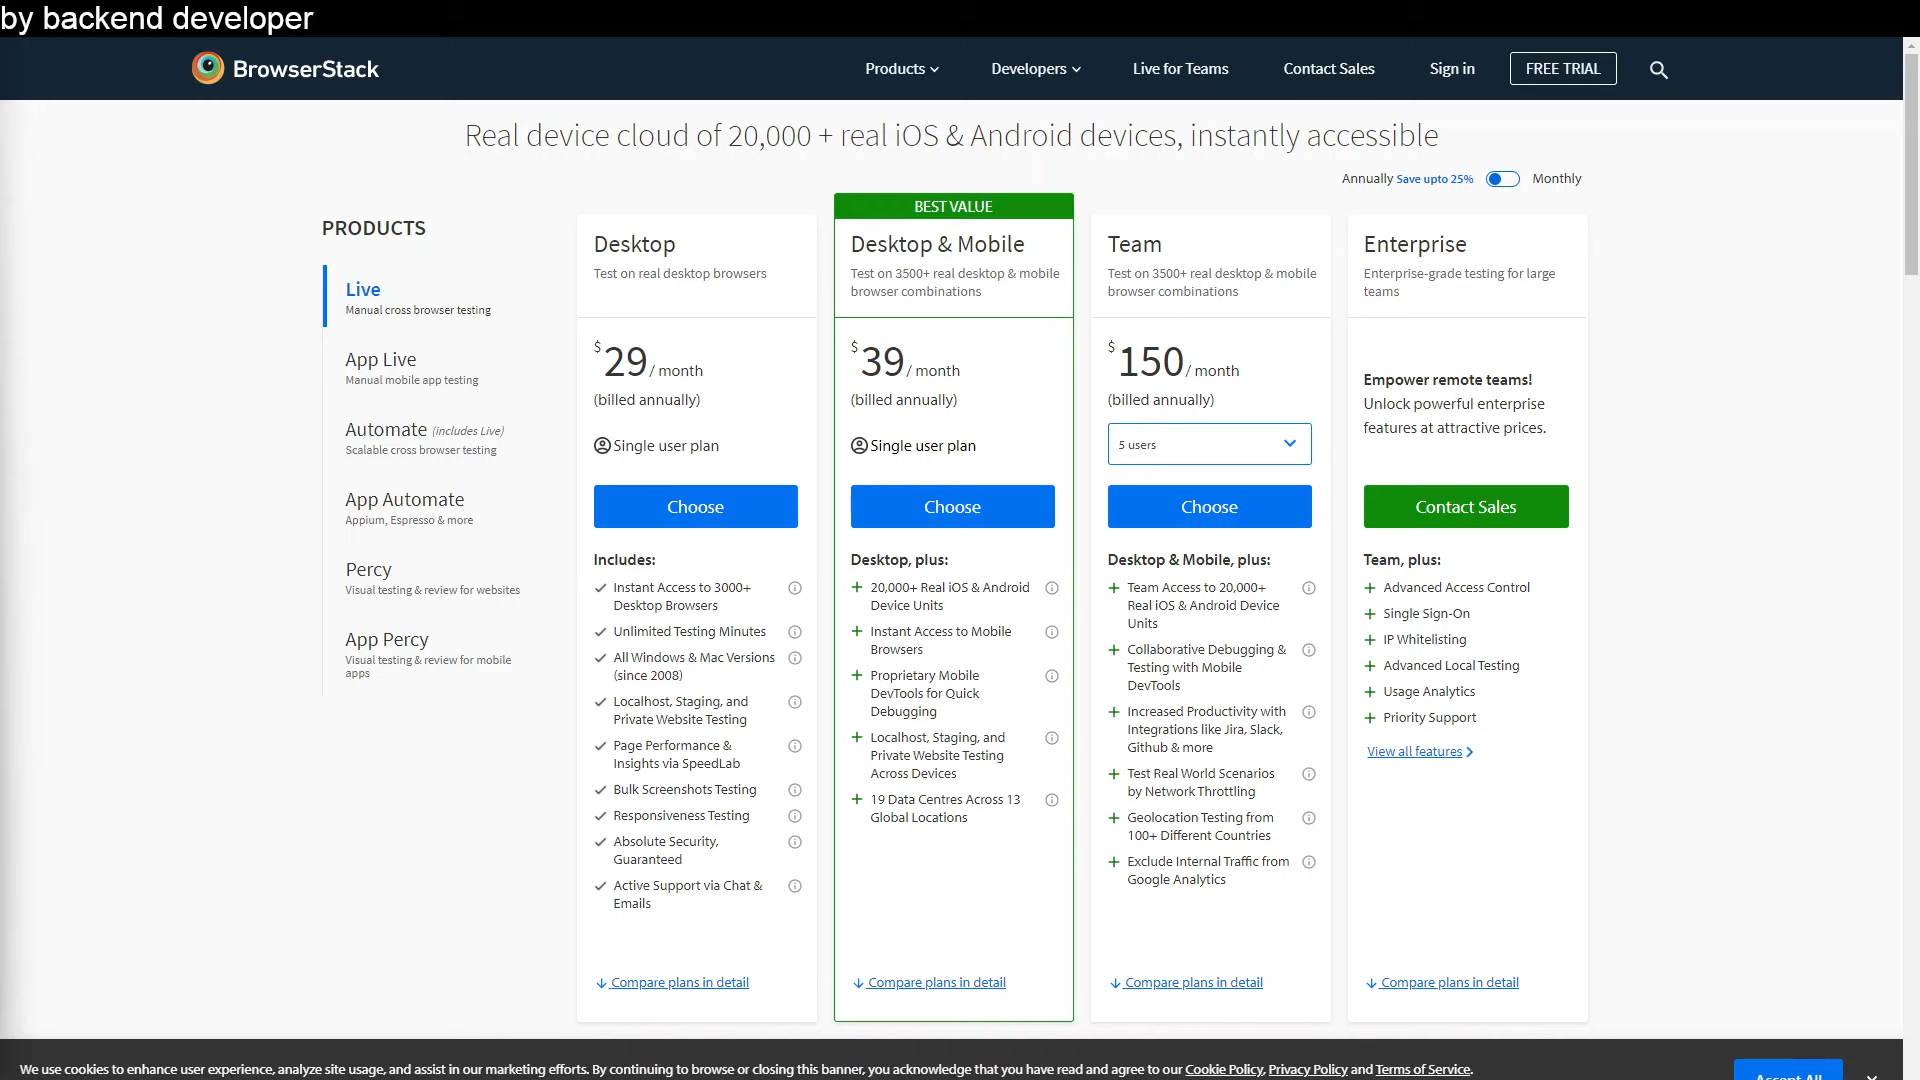 by backend developer
BrowserStack
Products
Developers
Live for Teams
Contact Sales
Sign in
FREE TRIAL
Real device cloud of 20,000 + real iOS & Android devices, instantly accessible
Annually Save upto 25%
Monthly
PRODUCTS
Live
Manual cross browser testing
App Live
Manual mobile app testing
Automate (includes Live)
Scalable cross browser testing
App Automate
Appium, Espresso & more
Percy
Visual testing & review for websites
App Percy
Visual testing & review for mobile
apps
Desktop
Test on real desktop browsers
$29 / month
(billed annually)
Single user plan
Choose
Includes:
Instant Access to 3000+
Desktop Browsers
Unlimited Testing Minutes
All Windows & Mac Versions
(since 2008)
Localhost, Staging, and
Private Website Testing
Page Performance &
Insights via SpeedLab
Bulk Screenshots Testing
Responsiveness Testing
Absolute Security,
Guaranteed
Active Support via Chat &
Emails
Compare plans in detail
BEST VALUE
Desktop & Mobile
Test on 3500+ real desktop & mobile
browser combinations
$39 / month
(billed annually)
Single user plan
Choose
Desktop, plus:
20,000+ Real iOS & Android
Device Units
Instant Access to Mobile
Browsers
Proprietary Mobile
DevTools for Quick
Debugging
Localhost, Staging, and
Private Website Testing
Across Devices
19 Data Centres Across 13
Global Locations
Compare plans in detail
Team
Test on 3500+ real desktop & mobile
browser combinations
$150 / month
(billed annually)
5 users
Choose
Desktop & Mobile, plus:
Team Access to 20,000+
Real iOS & Android Device
Units
Collaborative Debugging &
Testing with Mobile
DevTools
Increased Productivity with
Integrations like Jira, Slack,
Github & more
Test Real World Scenarios
by Network Throttling
Geolocation Testing from
100+ Different Countries
Exclude Internal Traffic from
Google Analytics
Compare plans in detail
Enterprise
Enterprise-grade testing for large
teams
Empower remote teams!
Unlock powerful enterprise
features at attractive prices.
Contact Sales
Team, plus:
Advanced Access Control
Single Sign-On
IP Whitelisting
Advanced Local Testing
Usage Analytics
Priority Support
View all features
Compare plans in detail
We use cookies to enhance user experience, analyze site usage, and assist in our marketing efforts. By continuing to browse or closing this banner, you acknowledge that you have read and agree to our Cookie Policy, Privacy Policy and Terms of Service.
Accept All